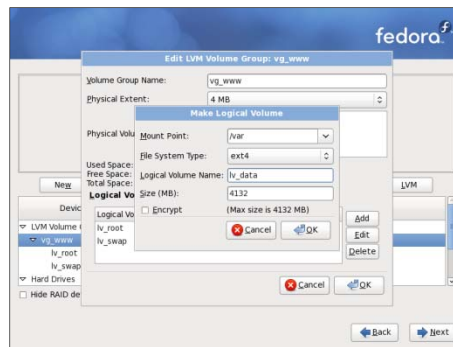 fedora
Edit LVM Volume Group: vg_www
Volume Group Name: vg_www
Physical Extent: 4 MB
Make Logical Volume
Physical Volu
Mount Point: /var
File System Type: ext4
Used Space:
Free Space:
Total Space:
Logical Volume Name: lv_data
Size (MB): 4132
Encrypt (Max size is 4132 MB)
Cancel OK
New
LVM
Logical Vo
Logical Vo
lv_root
lv_swap
Add
Edit
Delete
Devic
LVM Volume
vg_www
lv_root
lv_swap
Hard Drives
Hide RAID de
Cancel OK
Back Next